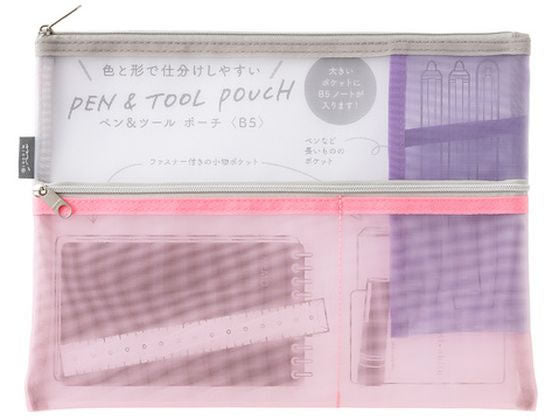 色と形で仕分けしやすい
PEN & TOOL POUCH
ペン&ツール ポーチ〈B5〉
大きい
ポケットに
B5ノートが
入ります!
ペンなど
長いものの
ポケット
ファスナー付きの小物ポケット